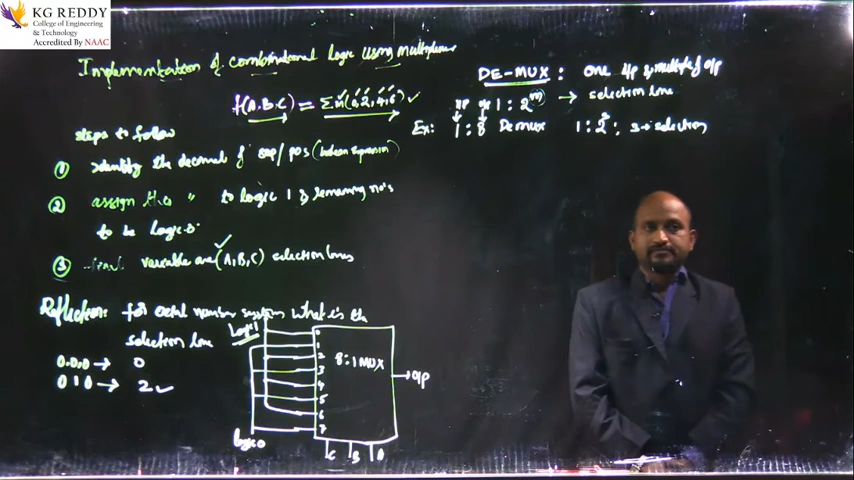 KG REDDY
College of Engineering
& Technology
Accredited By NAAC
Implementation of combinational logic using multiplexer
f(A.B.C) = Σm(0,2,4,6)
steps to follow
① identify the decimal of sop/pos (boolean expression)
② assign the " to logic 1 & remaining no's
to be logic 0
③ variable are (A,B,C) selection lines
Reflection: for octal number system what is the
selection line
0.0.0 → 0
0 1 0 → 2
logic 1
0
1
2
3
4
5
6
7
8:1 MUX
o/p
logic 0
C B A
DE-MUX : one i/p & multiple o/p
i/p o/p 1 : 2^m → selection line
Ex: 1 : 8 Demux 1 : 2^3 : 3 → selection